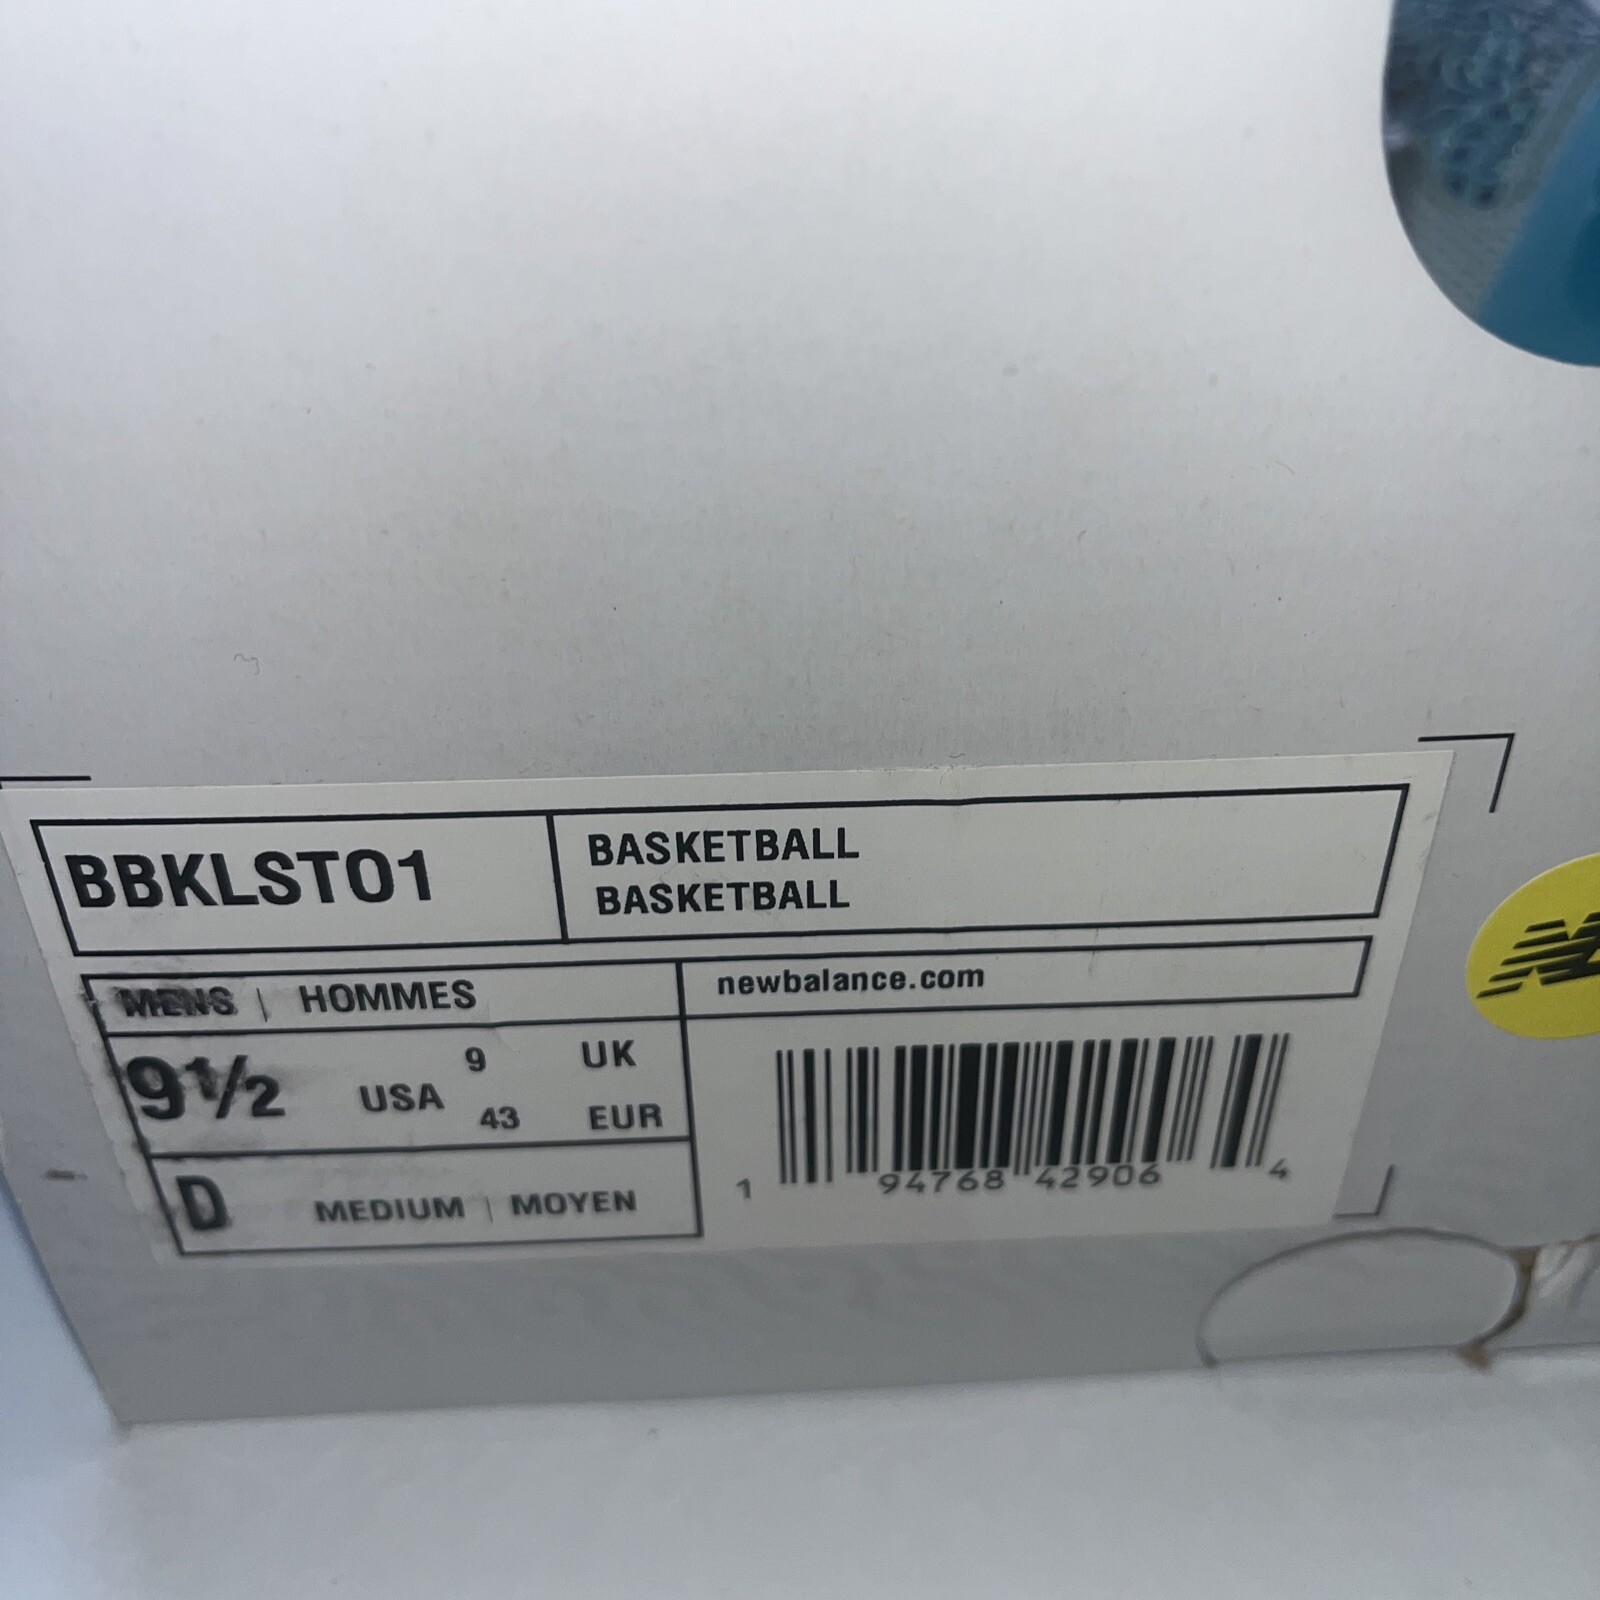 BBKLSTO1
BASKETBALL
BASKETBALL
MENS | HOMMES
newbalance.com
9½ USA 9 UK
43 EUR
D MEDIUM | MOYEN
1 94768 42906 4